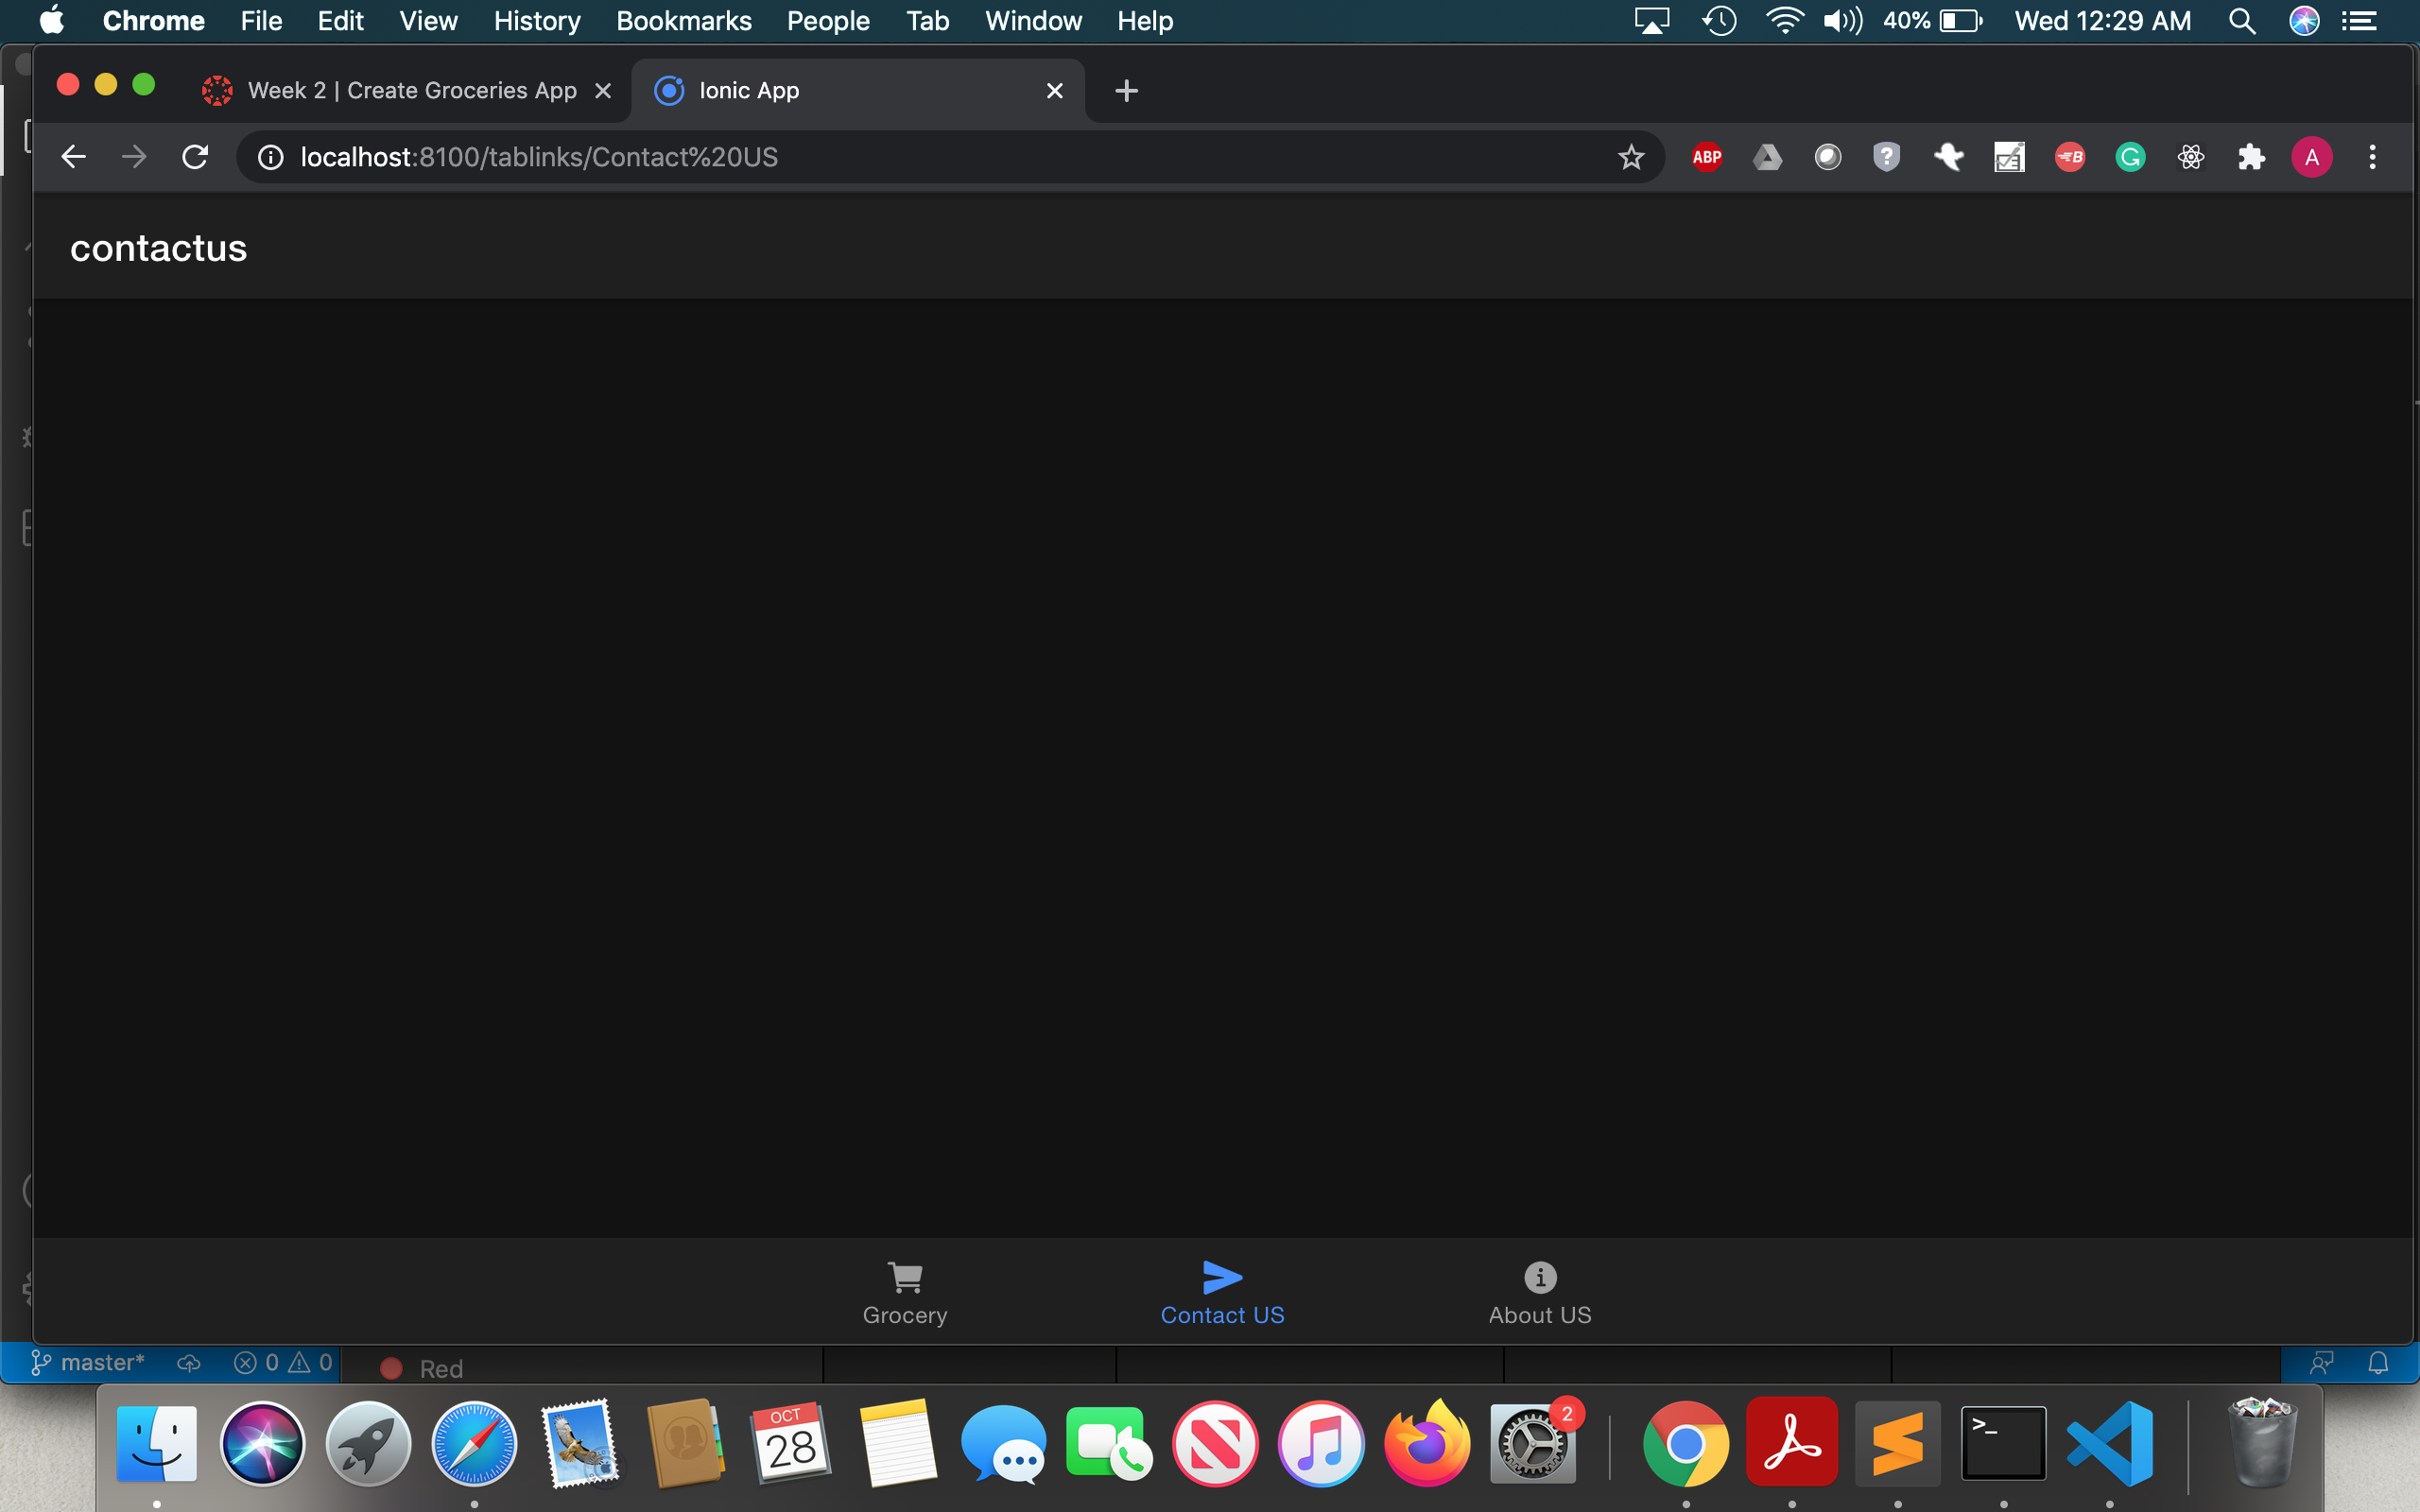 Chrome File Edit View History Bookmarks People Tab Window Help 40% Wed 12:29 AM
Week 2 | Create Groceries App Ionic App
localhost:8100/tablinks/Contact%20US ABP ? B G A
contactus
Grocery Contact US About US
master* 0 0 Red
OCT 2
28 >_